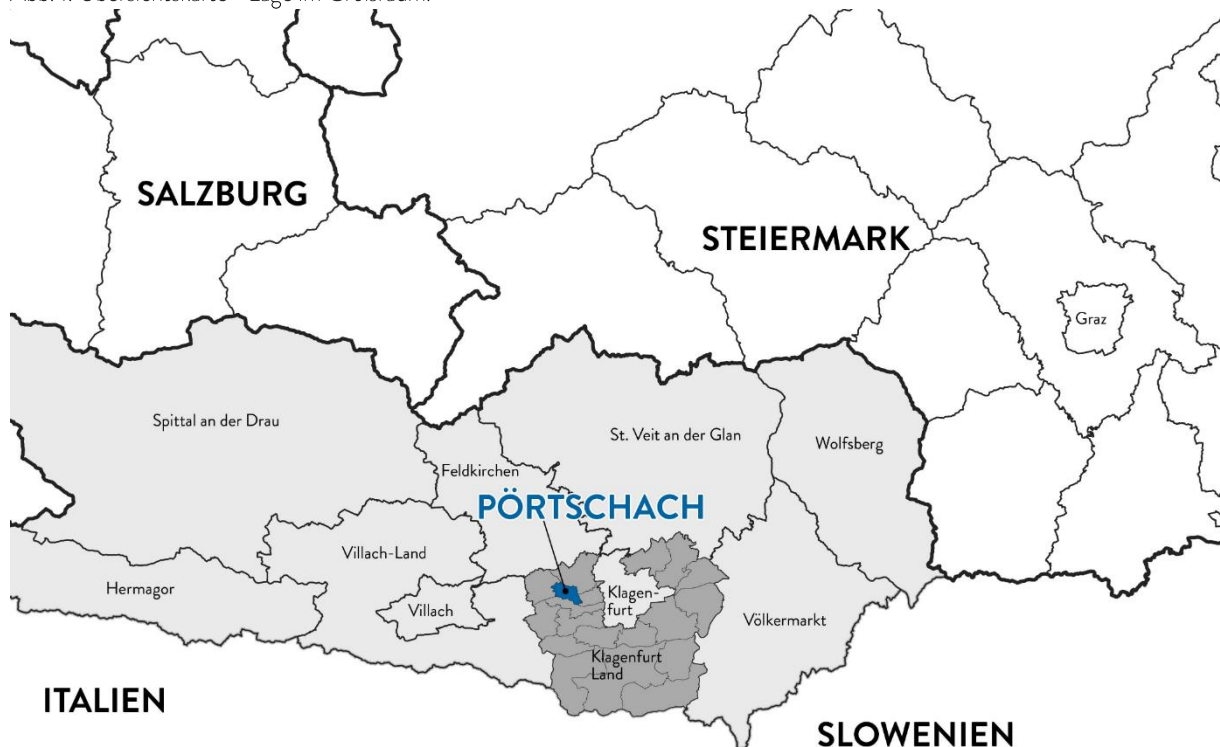 SALZBURG
STEIERMARK
Graz
Spittal an der Drau
St. Veit an der Glan
Wolfsberg
Feldkirchen
PÖRTSCHACH
Villach-Land
Hermagor
Villach
Klagen-
furt
Völkermarkt
Klagenfurt
Land
ITALIEN
SLOWENIEN